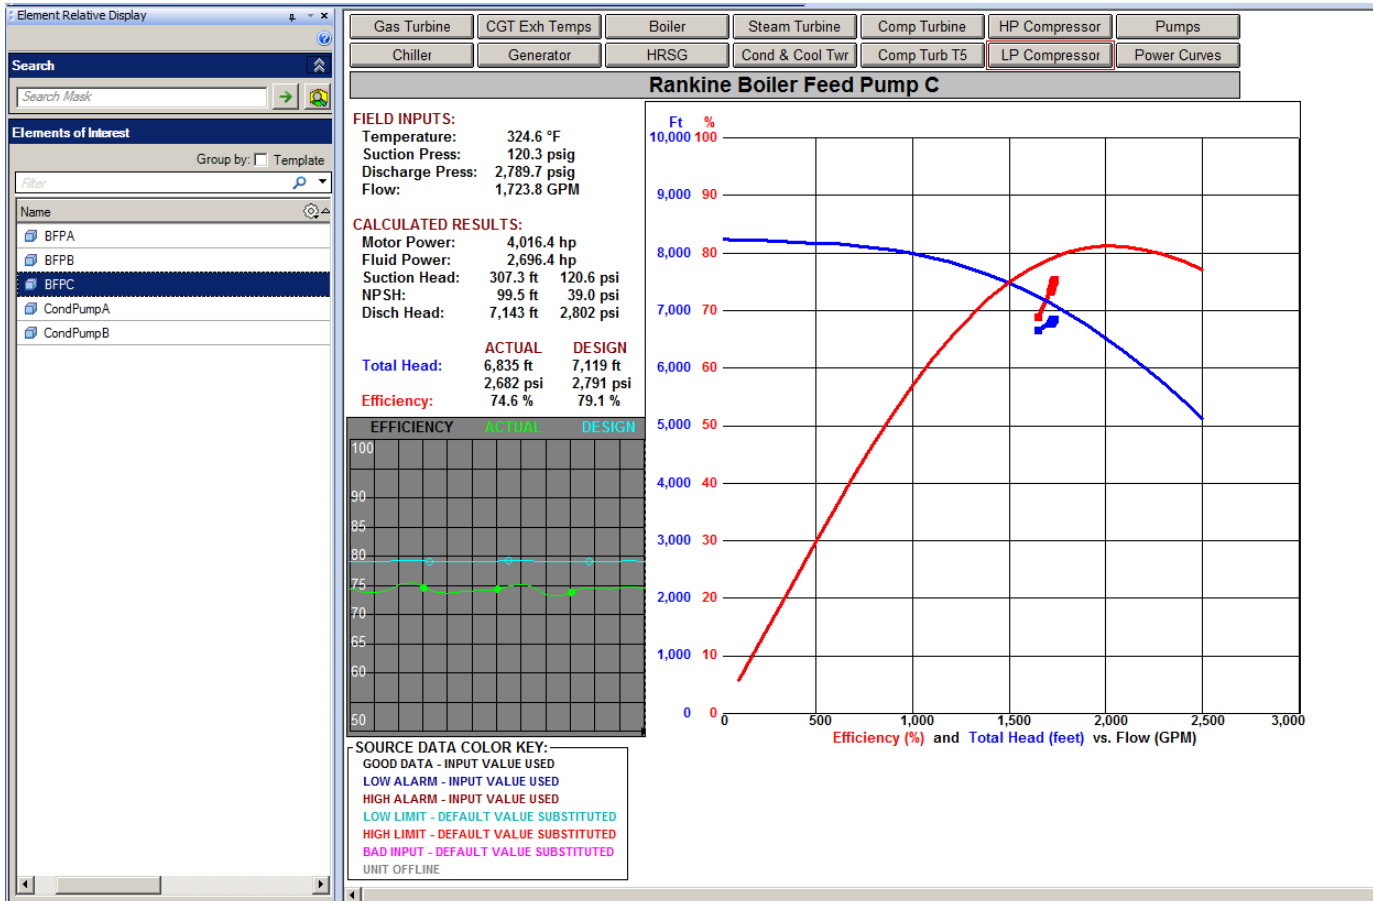 Element Relative Display
Search
Search Mask
Elements of Interest
Group by: Template
Filter
Name
BFPA
BFPB
BFPC
CondPumpA
CondPumpB
Gas Turbine CGT Exh Temps Boiler Steam Turbine Comp Turbine HP Compressor Pumps
Chiller Generator HRSG Cond & Cool Twr Comp Turb T5 LP Compressor Power Curves
Rankine Boiler Feed Pump C
FIELD INPUTS:
Temperature: 324.6 °F
Suction Press: 120.3 psig
Discharge Press: 2,789.7 psig
Flow: 1,723.8 GPM
CALCULATED RESULTS:
Motor Power: 4,016.4 hp
Fluid Power: 2,696.4 hp
Suction Head: 307.3 ft 120.6 psi
NPSH: 99.5 ft 39.0 psi
Disch Head: 7,143 ft 2,802 psi
ACTUAL DESIGN
Total Head: 6,835 ft 7,119 ft
2,682 psi 2,791 psi
Efficiency: 74.6 % 79.1 %
EFFICIENCY ACTUAL DESIGN
100
90
85
80
75
70
65
60
50
SOURCE DATA COLOR KEY:
GOOD DATA - INPUT VALUE USED
LOW ALARM - INPUT VALUE USED
HIGH ALARM - INPUT VALUE USED
LOW LIMIT - DEFAULT VALUE SUBSTITUTED
HIGH LIMIT - DEFAULT VALUE SUBSTITUTED
BAD INPUT - DEFAULT VALUE SUBSTITUTED
UNIT OFFLINE
Ft %
10,000 100
9,000 90
8,000 80
7,000 70
6,000 60
5,000 50
4,000 40
3,000 30
2,000 20
1,000 10
0 0
0 500 1,000 1,500 2,000 2,500 3,000
Efficiency (%) and Total Head (feet) vs. Flow (GPM)